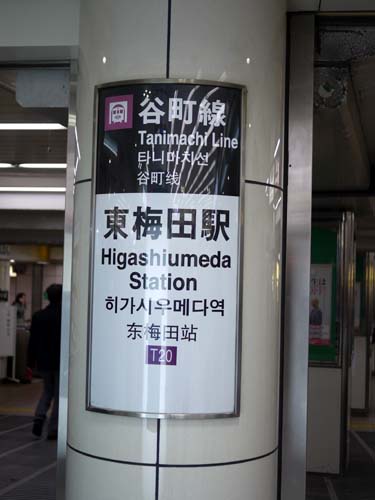 谷町線
Tanimachi Line
타니마치선
谷町线
東梅田駅
Higashiumeda
Station
히가시우메다역
东梅田站
T20